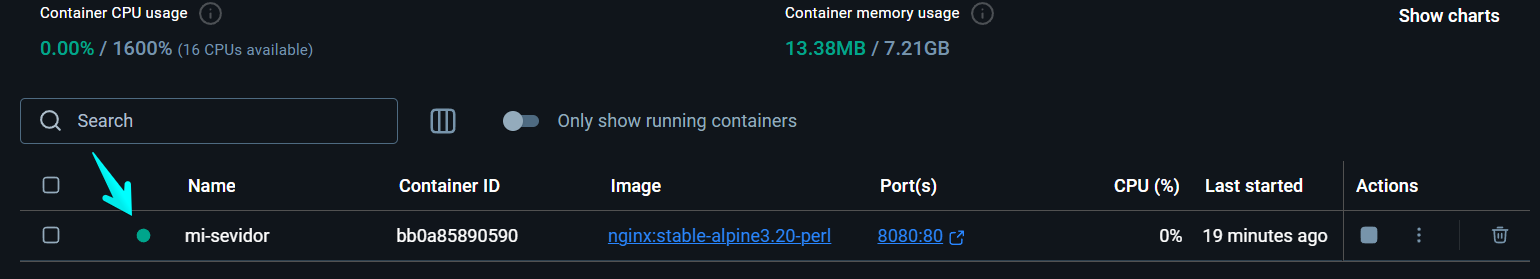 Container CPU usage Container memory usage Show charts
0.00% / 1600% (16 CPUs available) 13.38MB / 7.21GB
Search Only show running containers
Name Container ID Image Port(s) CPU (%) Last started Actions
mi-sevidor bb0a85890590 nginx:stable-alpine3.20-perl 8080:80 0% 19 minutes ago